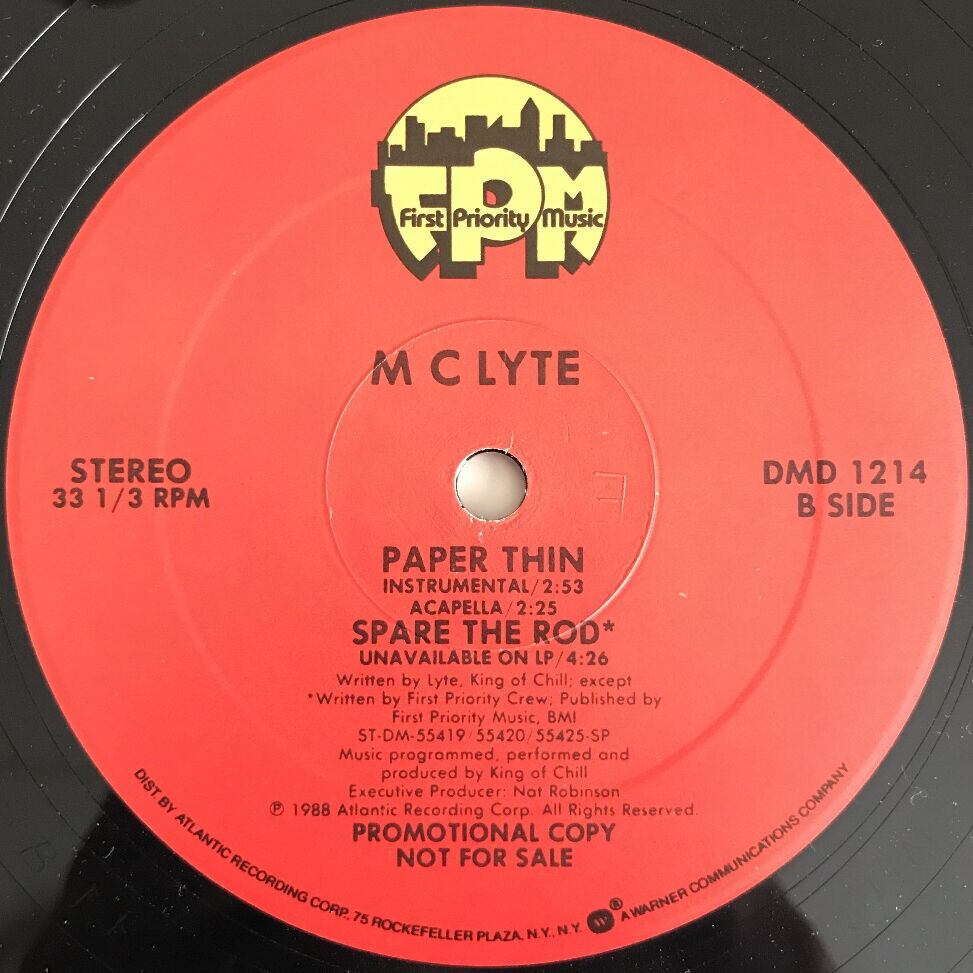 FPM
First Priority Music
M C LYTE
STEREO
33 1/3 RPM
DMD 1214
B SIDE
PAPER THIN
INSTRUMENTAL/2:53
ACAPELLA/2:25
SPARE THE ROD*
UNAVAILABLE ON LP/4:26
Written by Lyte, King of Chill; except
*Written by First Priority Crew; Published by
First Priority Music, BMI
ST-DM-55419/55420/55425-SP
Music programmed, performed and
produced by King of Chill
Executive Producer: Nat Robinson
℗ 1988 Atlantic Recording Corp. All Rights Reserved.
PROMOTIONAL COPY
NOT FOR SALE
DIST. BY ATLANTIC RECORDING CORP., 75 ROCKEFELLER PLAZA, N.Y., N.Y. ® A WARNER COMMUNICATIONS COMPANY